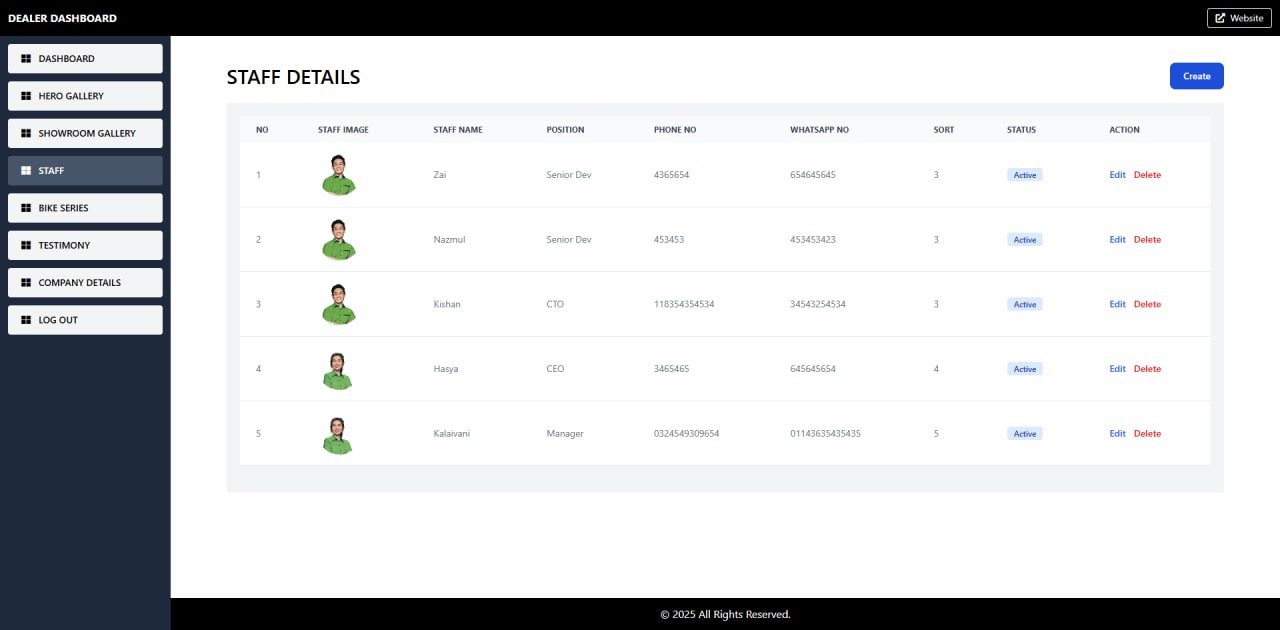 DEALER DASHBOARD
Website
DASHBOARD
HERO GALLERY
SHOWROOM GALLERY
STAFF
BIKE SERIES
TESTIMONY
COMPANY DETAILS
LOG OUT
STAFF DETAILS
Create
NO STAFF IMAGE STAFF NAME POSITION PHONE NO WHATSAPP NO SORT STATUS ACTION
1 Zai Senior Dev 4365654 654645645 3 Active Edit Delete
2 Nazmul Senior Dev 453453 453453423 3 Active Edit Delete
3 Kishan CTO 118354354534 34543254534 3 Active Edit Delete
4 Hasya CEO 3465465 645645654 4 Active Edit Delete
5 Kalaivani Manager 0324549309654 01143635435435 5 Active Edit Delete
© 2025 All Rights Reserved.